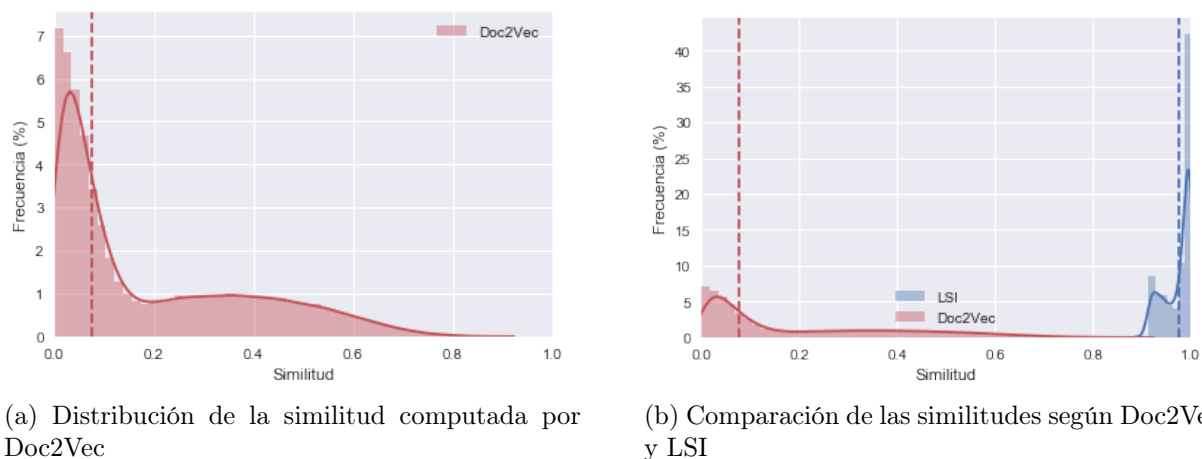 Doc2Vec
7
6
5
4
3
2
1
0
Frecuencia (%)
0.0 0.2 0.4 0.6 0.8 1.0
Similitud
(a) Distribución de la similitud computada por
Doc2Vec
40
35
30
25
20
15
10
5
0
Frecuencia (%)
LSI
Doc2Vec
0.0 0.2 0.4 0.6 0.8 1.0
Similitud
(b) Comparación de las similitudes según
y LSI